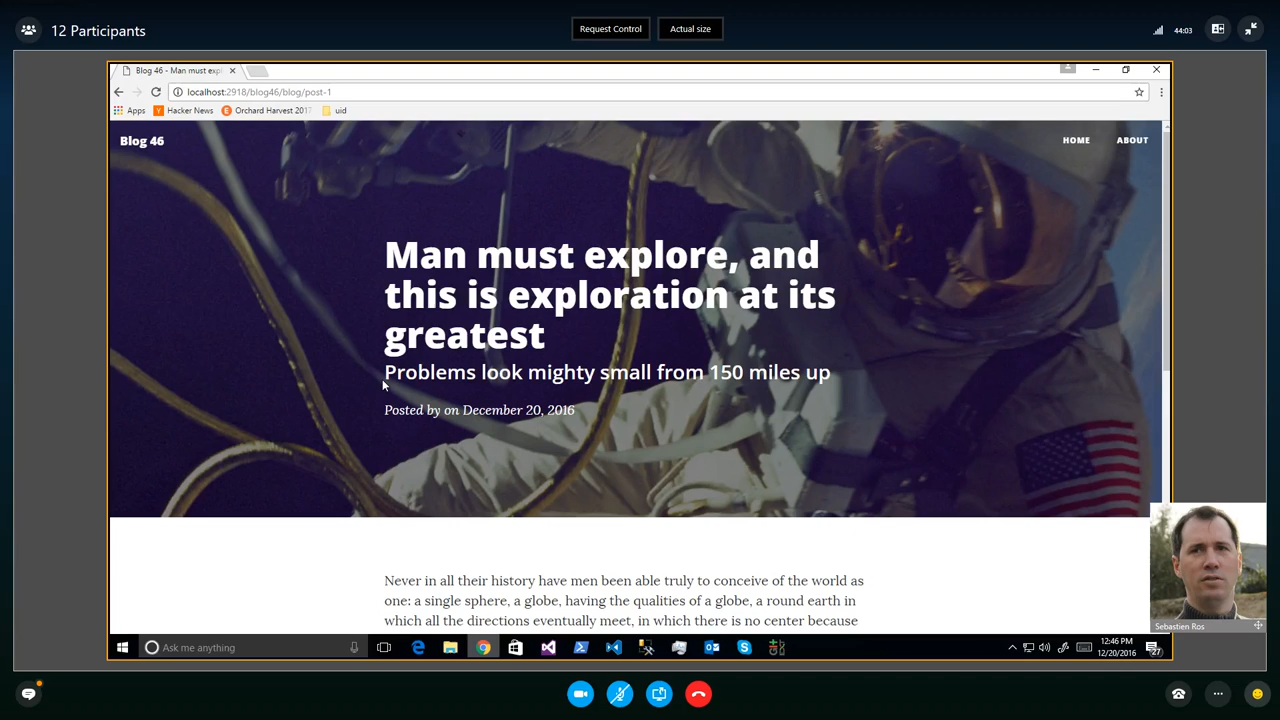 12 Participants
Request Control
Actual size
44:03
Blog 46 - Man must expl
localhost:2918/blog46/blog/post-1
Apps
Hacker News
Orchard Harvest 2017
uid
Blog 46
HOME
ABOUT
Man must explore, and
this is exploration at its
greatest
Problems look mighty small from 150 miles up
Posted by on December 20, 2016
Never in all their history have men been able truly to conceive of the world as
one: a single sphere, a globe, having the qualities of a globe, a round earth in
which all the directions eventually meet, in which there is no center because
Sebastien Ros
Ask me anything
12:46 PM
12/20/2016
27